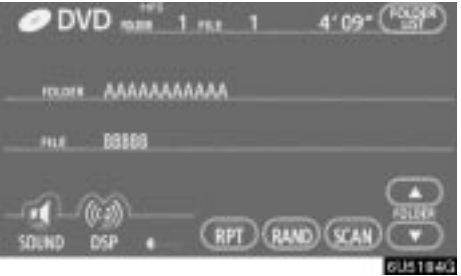 DVD MP3 FOLDER 1 FILE 1 4'09" FOLDER LIST
FOLDER AAAAAAAAAAA
FILE BBBBB
SOUND DSP RPT RAND SCAN FOLDER
6U5184G